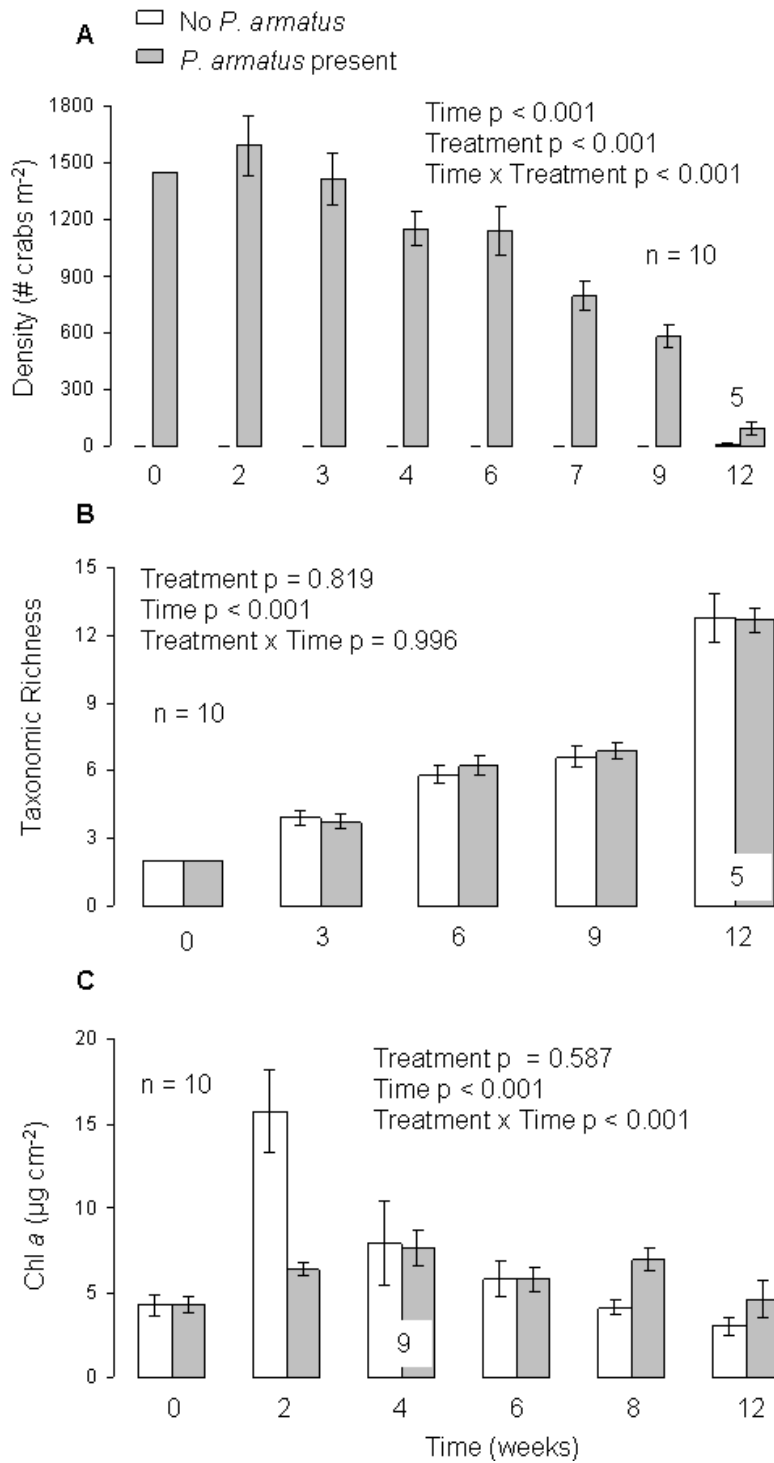 No P. armatus
A
P. armatus present
1800
1500
1200
900
600
300
0
Density (# crabs m-2)
Time p < 0.001
Treatment p < 0.001
Time x Treatment p < 0.001
n = 10
5
0 2 3 4 6 7 9 12
B
15
12
9
6
3
0
Taxonomic Richness
Treatment p = 0.819
Time p < 0.001
Treatment x Time p = 0.996
n = 10
5
0 3 6 9 12
C
20
15
10
5
0
Chl a (µg cm-2)
n = 10
Treatment p = 0.587
Time p < 0.001
Treatment x Time p < 0.001
9
0 2 4 6 8 12
Time (weeks)